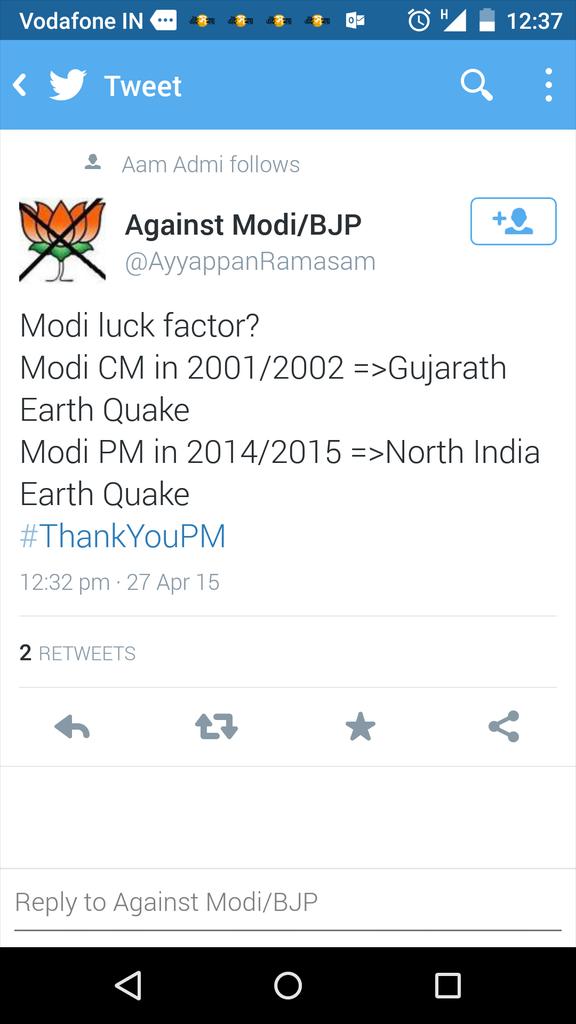 Vodafone IN
H
12:37
Tweet
Aam Admi follows
Against Modi/BJP
@AyyappanRamasam
Modi luck factor?
Modi CM in 2001/2002 =>Gujarath
Earth Quake
Modi PM in 2014/2015 =>North India
Earth Quake
#ThankYouPM
12:32 pm · 27 Apr 15
2 RETWEETS
Reply to Against Modi/BJP